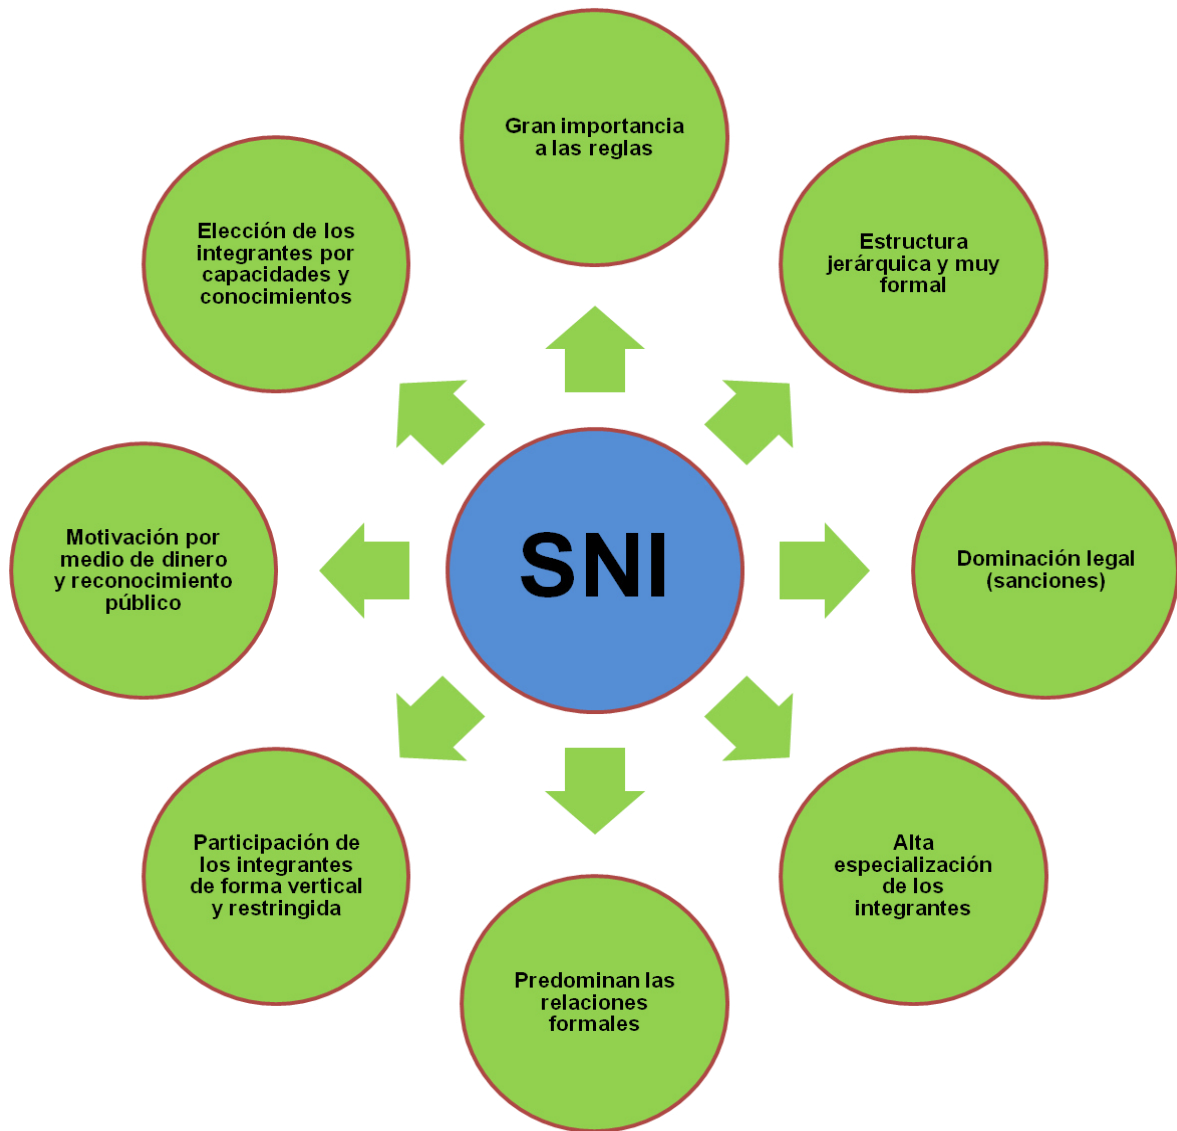 Gran importancia
a las reglas
Estructura
jerárquica y muy
formal
Dominación legal
(sanciones)
Alta
especialización
de los
integrantes
Predominan las
relaciones
formales
Participación de
los integrantes
de forma vertical
y restringida
Motivación por
medio de dinero
y reconocimiento
público
Elección de los
integrantes por
capacidades y
conocimientos
SNI